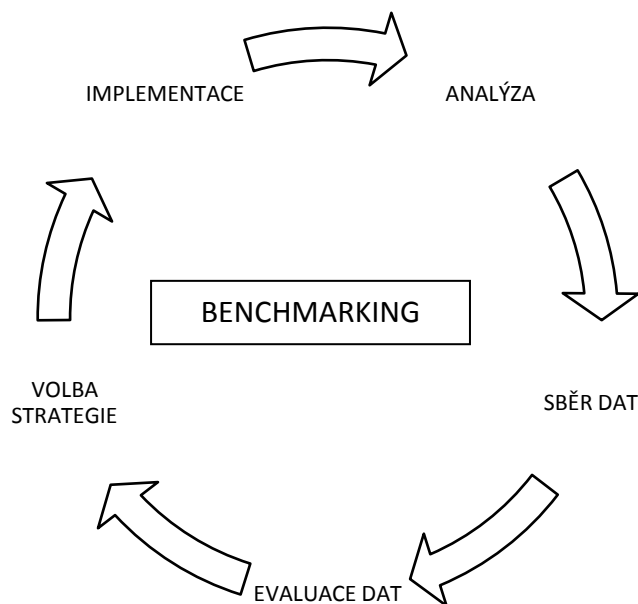 IMPLEMENTACE
ANALÝZA
BENCHMARKING
VOLBA
STRATEGIE
SBĚR DAT
EVALUACE DAT